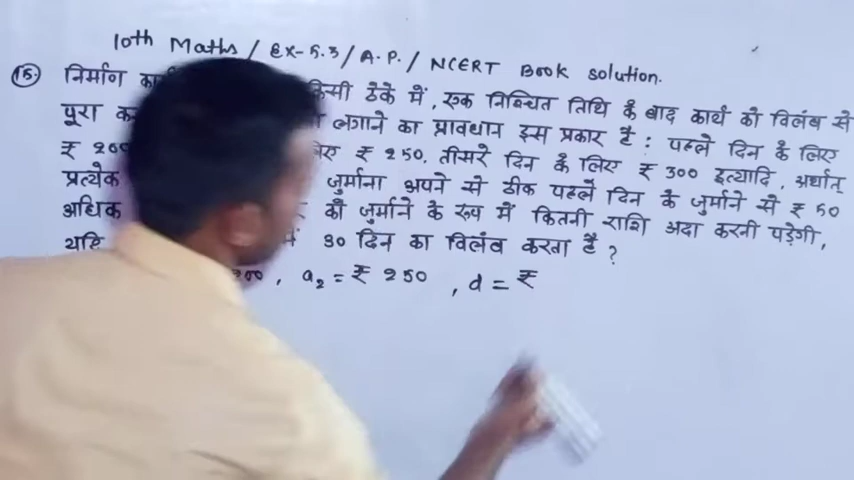 10th Maths / EX-5.3 / A.P. / NCERT Book solution.
15. निर्माण किसी ठेके में, एक निश्चित तिथि के बाद कार्य को विलंब से
पूरा लगाने का प्रावधान इस प्रकार है : पहले दिन के लिए
₹ 200 ₹ 250, तीसरे दिन के लिए ₹ 300 इत्यादि, अर्थात्
प्रत्येक जुर्माना अपने से ठीक पहले दिन के जुर्माने से ₹ 50
अधिक को जुर्माने के रूप में कितनी राशि अदा करनी पड़ेगी,
यदि 30 दिन का विलंब करता है ?
a₂ = ₹ 250 , d = ₹